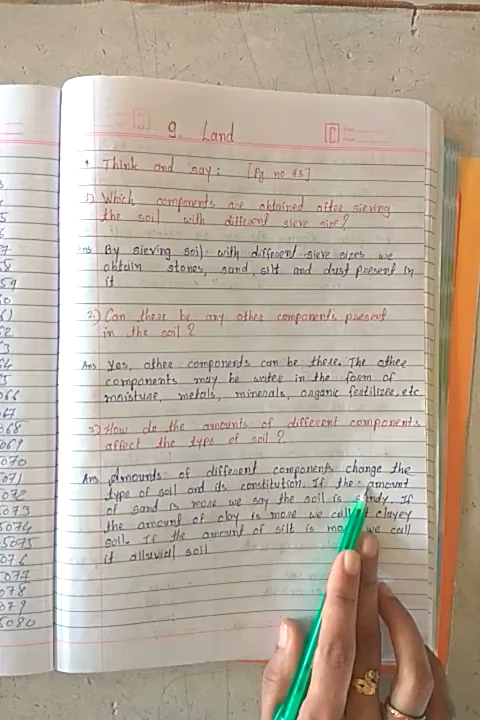 9. Land
* Think and say: [Pg. no. 53]
1) Which components are obtained after sieving
the soil with different sieve size?
Ans By sieving soil with different sieve sizes we
obtain stones, sand, silt and dust present in
it
2.) Can there be any other components present
in the soil?
Ans Yes, other components can be there. The other
components may be water in the form of
moisture, metals, minerals, organic fertilizer, etc
3) How do the amounts of different components
affect the type of soil?
Ans Amounts of different components change the
type of soil and its constitution. If the amount
of sand is more we say the soil is sandy. If
the amount of clay is more we call it clayey
soil. If the amount of silt is more we call
it alluvial soil